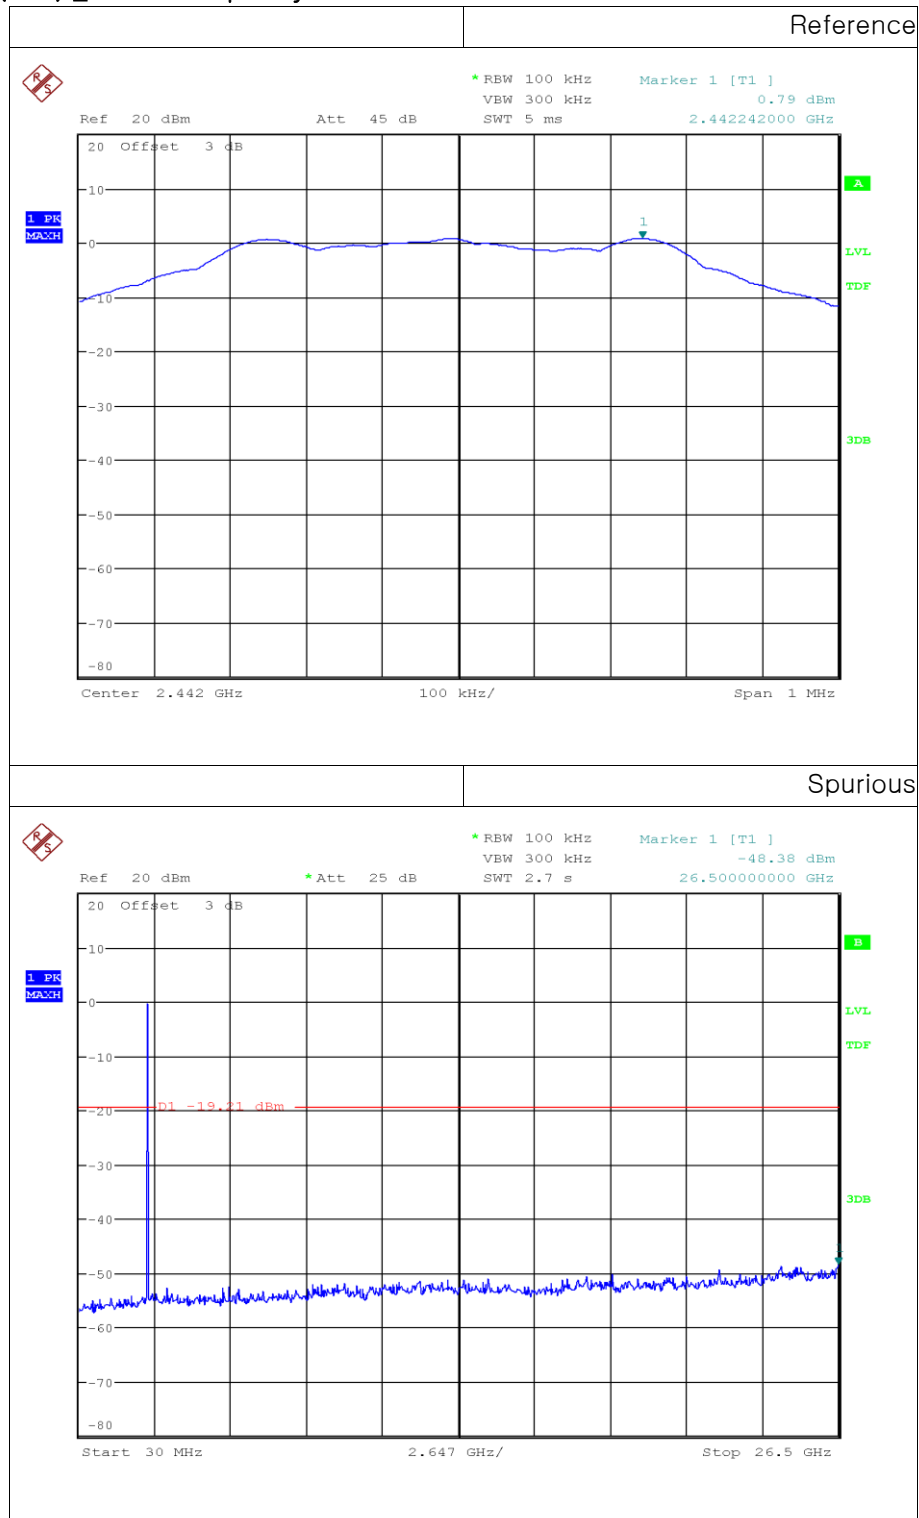 Reference
R S
*RBW 100 kHz Marker 1 [T1 ]
VBW 300 kHz 0.79 dBm
Ref 20 dBm Att 45 dB SWT 5 ms 2.442242000 GHz
20 Offset 3 dB
A
10
1 PK
MAXH
1
0
LVL
TDF
-10
-20
-30
3DB
-40
-50
-60
-70
-80
Center 2.442 GHz 100 kHz/ Span 1 MHz
Spurious
R S
*RBW 100 kHz Marker 1 [T1 ]
VBW 300 kHz -48.38 dBm
Ref 20 dBm *Att 25 dB SWT 2.7 s 26.500000000 GHz
20 Offset 3 dB
B
10
1 PK
MAXH
0
LVL
TDF
-10
D1 -19.21 dBm
-20
-30
3DB
-40
-50
-60
-70
-80
Start 30 MHz 2.647 GHz/ Stop 26.5 GHz